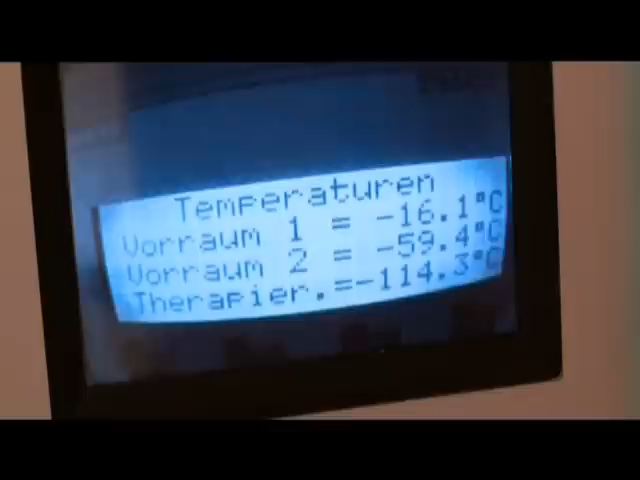 Temperaturen
Vorraum 1 = -16.1°C
Vorraum 2 = -59.4°C
Therapier.=-114.3°C